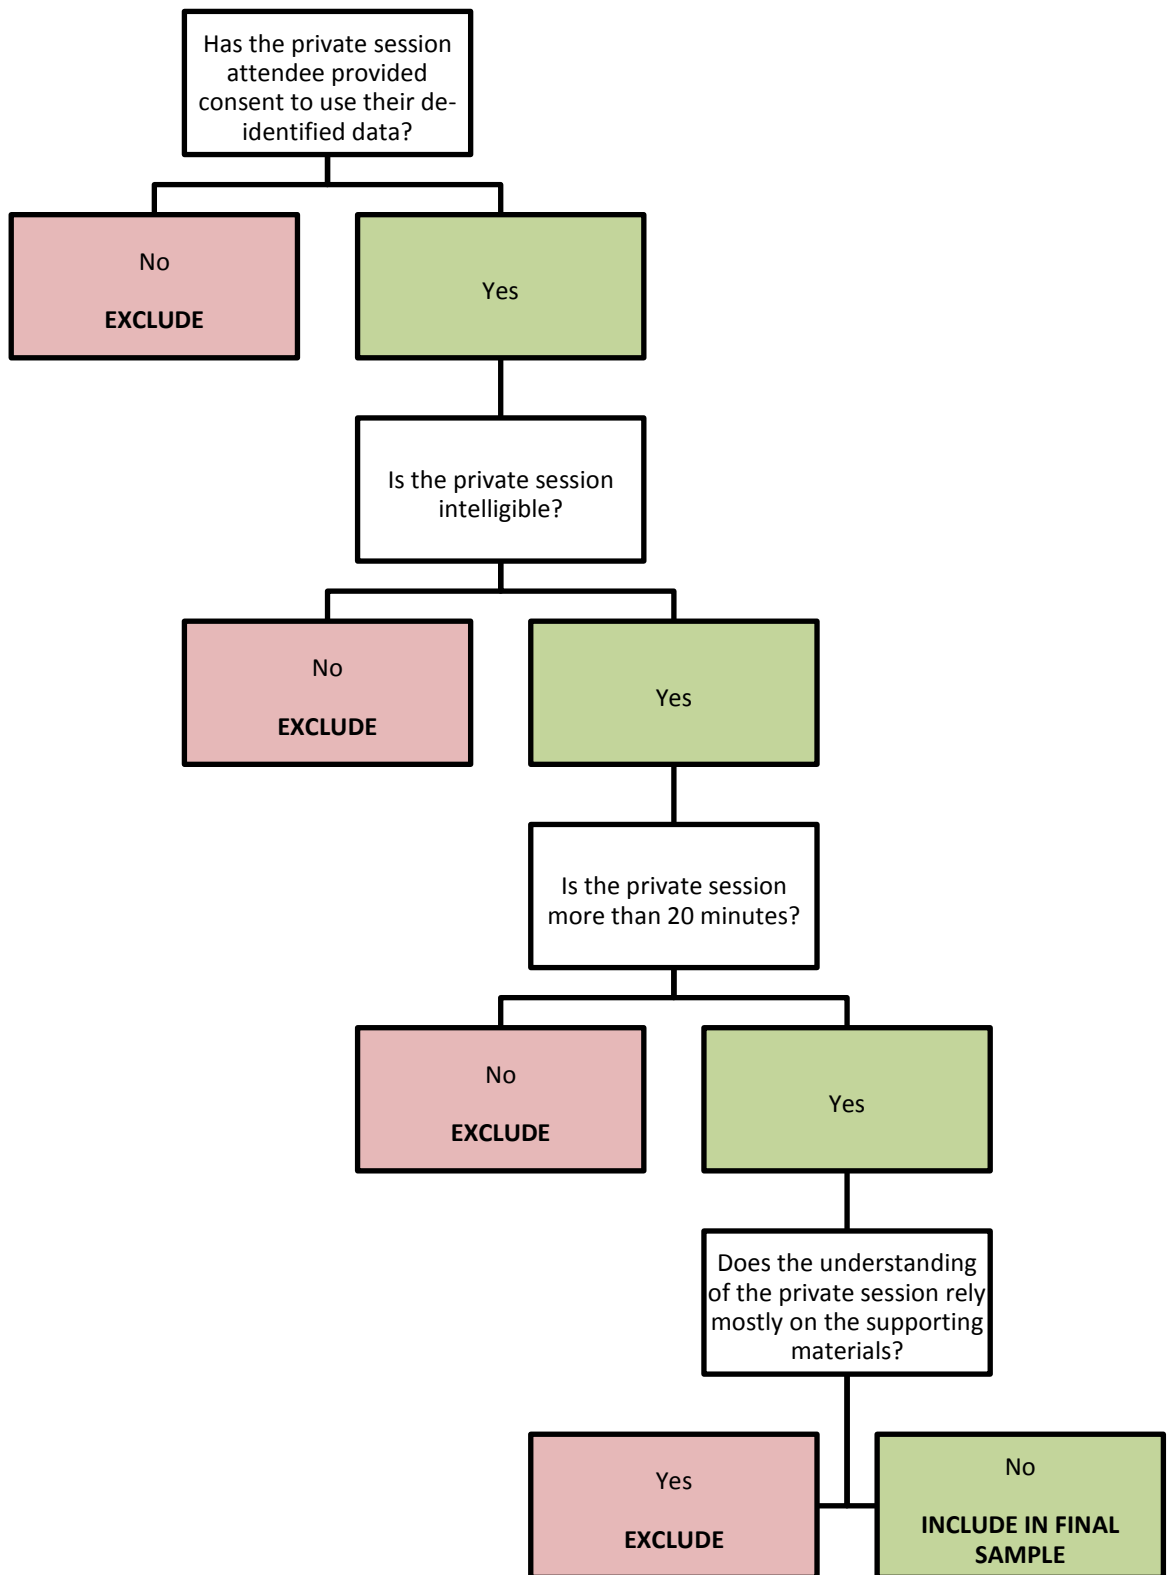 Has the private session
attendee provided
consent to use their de-
identified data?
No
EXCLUDE
Yes
Is the private session
intelligible?
No
EXCLUDE
Yes
Is the private session
more than 20 minutes?
No
EXCLUDE
Yes
Does the understanding
of the private session rely
mostly on the supporting
materials?
Yes
EXCLUDE
No
INCLUDE IN FINAL
SAMPLE